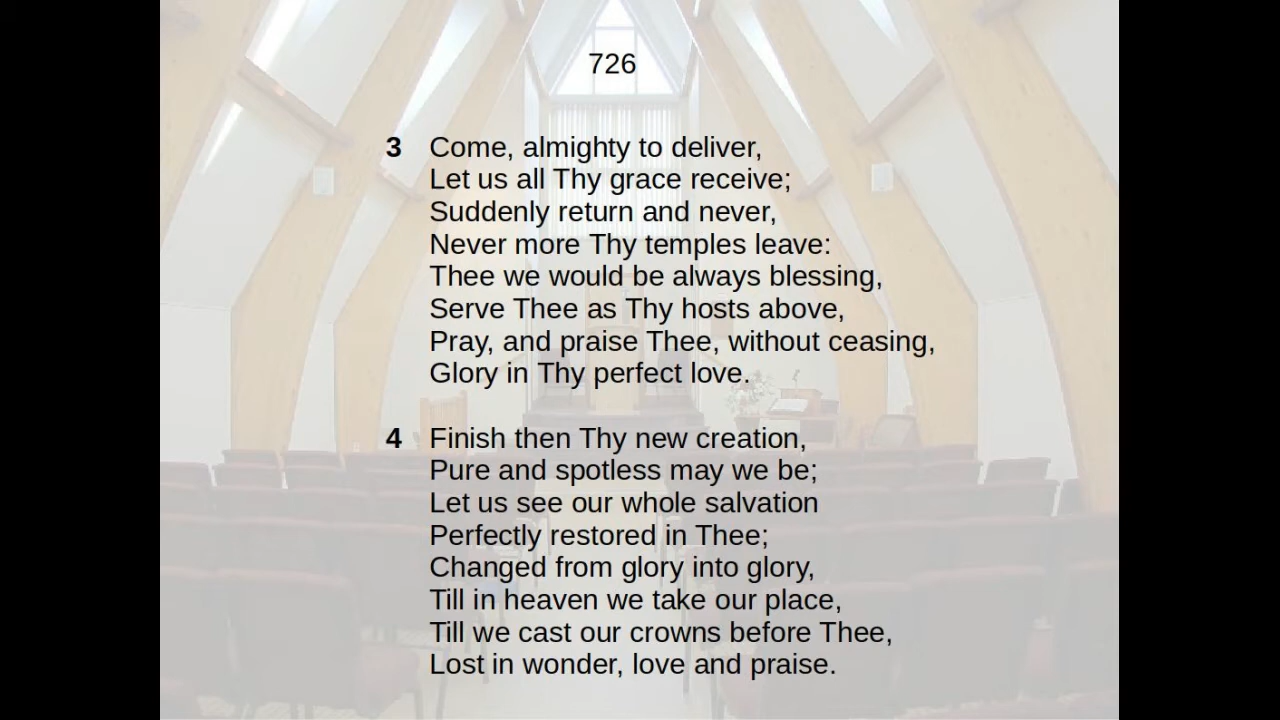 726
3 Come, almighty to deliver,
Let us all Thy grace receive;
Suddenly return and never,
Never more Thy temples leave:
Thee we would be always blessing,
Serve Thee as Thy hosts above,
Pray, and praise Thee, without ceasing,
Glory in Thy perfect love.
4 Finish then Thy new creation,
Pure and spotless may we be;
Let us see our whole salvation
Perfectly restored in Thee;
Changed from glory into glory,
Till in heaven we take our place,
Till we cast our crowns before Thee,
Lost in wonder, love and praise.